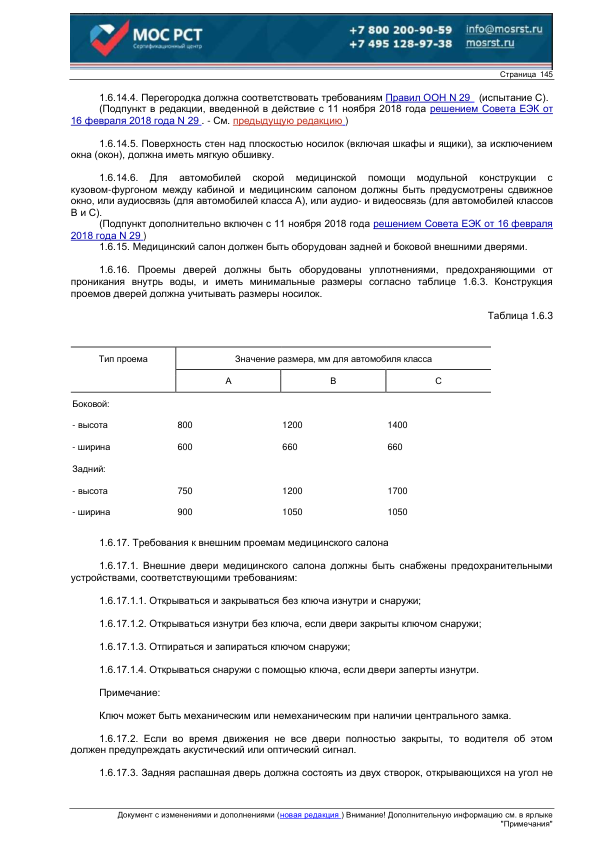 МОС РСТ
Сертификационный центр
+7 800 200-90-59 info@mosrst.ru
+7 495 128-97-38 mosrst.ru
Страница 145
1.6.14.4. Перегородка должна соответствовать требованиям Правил ООН N 29 (испытание С).
(Подпункт в редакции, введенной в действие с 11 ноября 2018 года решением Совета ЕЭК от
16 февраля 2018 года N 29 . - См. предыдущую редакцию )
1.6.14.5. Поверхность стен над плоскостью носилок (включая шкафы и ящики), за исключением
окна (окон), должна иметь мягкую обшивку.
1.6.14.6. Для автомобилей скорой медицинской помощи модульной конструкции с
кузовом-фургоном между кабиной и медицинским салоном должны быть предусмотрены сдвижное
окно, или аудиосвязь (для автомобилей класса А), или аудио- и видеосвязь (для автомобилей классов
В и С).
(Подпункт дополнительно включен с 11 ноября 2018 года решением Совета ЕЭК от 16 февраля
2018 года N 29 )
1.6.15. Медицинский салон должен быть оборудован задней и боковой внешними дверями.
1.6.16. Проемы дверей должны быть оборудованы уплотнениями, предохраняющими от
проникания внутрь воды, и иметь минимальные размеры согласно таблице 1.6.3. Конструкция
проемов дверей должна учитывать размеры носилок.
Таблица 1.6.3
Тип проема Значение размера, мм для автомобиля класса
А В С
Боковой:
- высота 800 1200 1400
- ширина 600 660 660
Задний:
- высота 750 1200 1700
- ширина 900 1050 1050
1.6.17. Требования к внешним проемам медицинского салона
1.6.17.1. Внешние двери медицинского салона должны быть снабжены предохранительными
устройствами, соответствующими требованиям:
1.6.17.1.1. Открываться и закрываться без ключа изнутри и снаружи;
1.6.17.1.2. Открываться изнутри без ключа, если двери закрыты ключом снаружи;
1.6.17.1.3. Отпираться и запираться ключом снаружи;
1.6.17.1.4. Открываться снаружи с помощью ключа, если двери заперты изнутри.
Примечание:
Ключ может быть механическим или немеханическим при наличии центрального замка.
1.6.17.2. Если во время движения не все двери полностью закрыты, то водителя об этом
должен предупреждать акустический или оптический сигнал.
1.6.17.3. Задняя распашная дверь должна состоять из двух створок, открывающихся на угол не
Документ с изменениями и дополнениями (новая редакция ) Внимание! Дополнительную информацию см. в ярлыке
"Примечания"